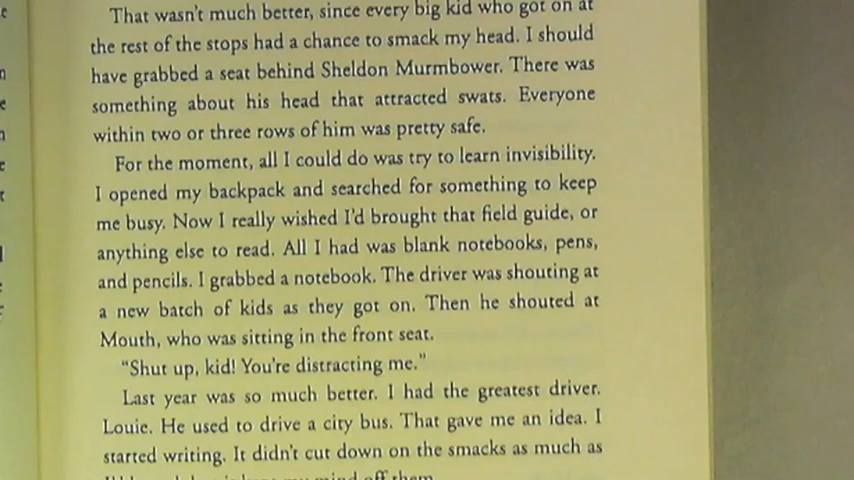 That wasn't much better, since every big kid who got on at
the rest of the stops had a chance to smack my head. I should
have grabbed a seat behind Sheldon Murmbower. There was
something about his head that attracted swats. Everyone
within two or three rows of him was pretty safe.
For the moment, all I could do was try to learn invisibility.
I opened my backpack and searched for something to keep
me busy. Now I really wished I'd brought that field guide, or
anything else to read. All I had was blank notebooks, pens,
and pencils. I grabbed a notebook. The driver was shouting at
a new batch of kids as they got on. Then he shouted at
Mouth, who was sitting in the front seat.
"Shut up, kid! You're distracting me."
Last year was so much better. I had the greatest driver.
Louie. He used to drive a city bus. That gave me an idea. I
started writing. It didn't cut down on the smacks as much as
my mind off them.